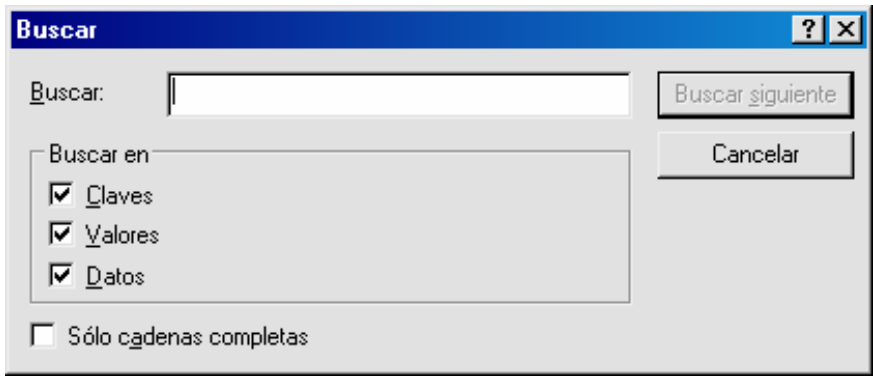 Buscar
Buscar:
Buscar siguiente
Buscar en
Cancelar
Claves
Valores
Datos
Sólo cadenas completas